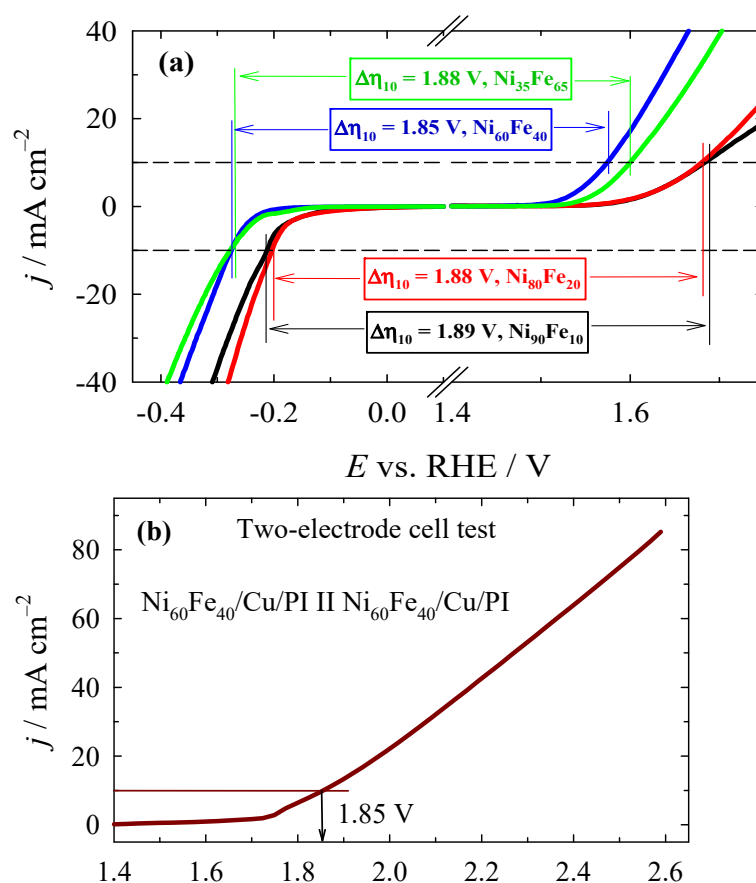 40
(a)
Δη₁₀ = 1.88 V, Ni₃₅Fe₆₅
20
Δη₁₀ = 1.85 V, Ni₆₀Fe₄₀
j / mA cm⁻²
0
-20
Δη₁₀ = 1.88 V, Ni₈₀Fe₂₀
Δη₁₀ = 1.89 V, Ni₉₀Fe₁₀
-40
-0.4 -0.2 0.0 1.4 1.6
E vs. RHE / V
(b) Two-electrode cell test
80
Ni₆₀Fe₄₀/Cu/PI II Ni₆₀Fe₄₀/Cu/PI
60
j / mA cm⁻²
40
20
1.85 V
0
1.4 1.6 1.8 2.0 2.2 2.4 2.6